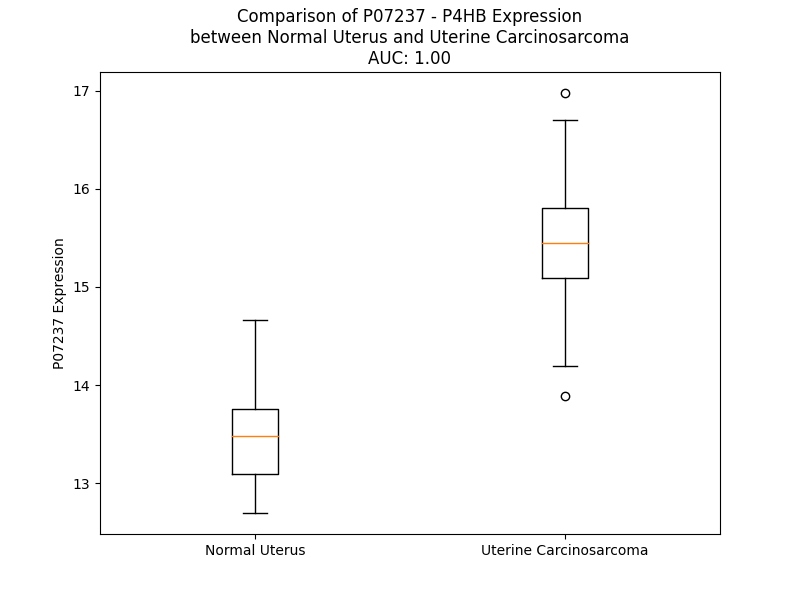 Comparison of P07237 - P4HB Expression
between Normal Uterus and Uterine Carcinosarcoma
AUC: 1.00
17
16
15
14
13
P07237 Expression
Normal Uterus
Uterine Carcinosarcoma